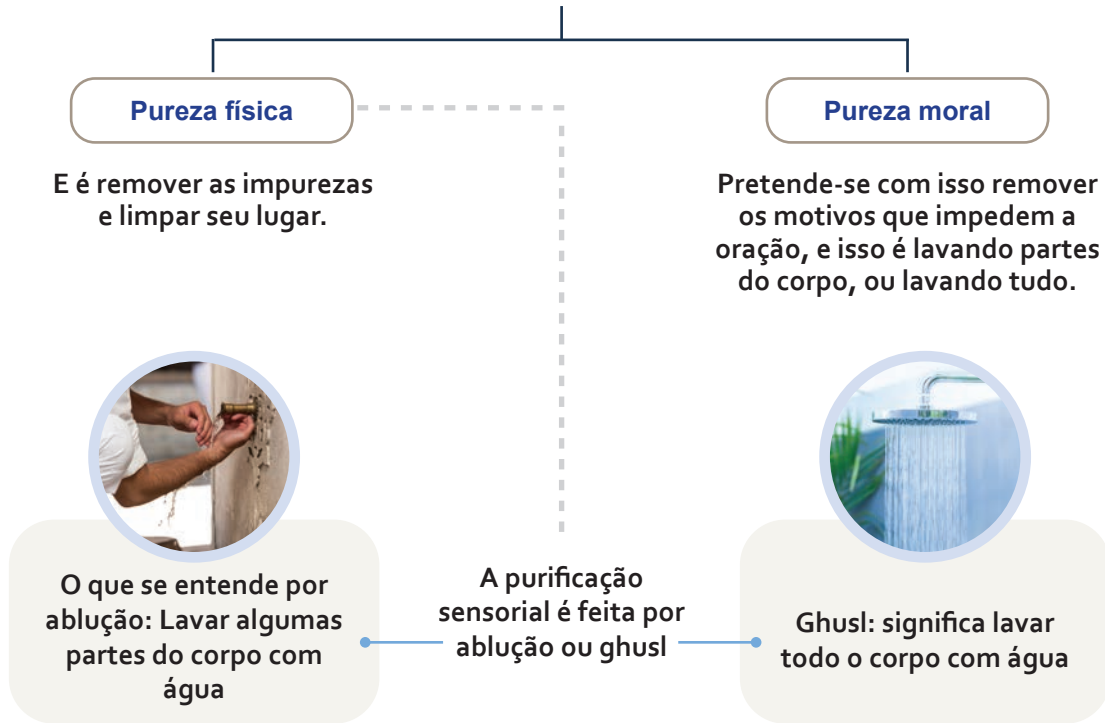 Pureza física
E é remover as impurezas
e limpar seu lugar.
Pureza moral
Pretende-se com isso remover
os motivos que impedem a
oração, e isso é lavando partes
do corpo, ou lavando tudo.
O que se entende por
ablução: Lavar algumas
partes do corpo com
água
A purificação
sensorial é feita por
ablução ou ghusl
Ghusl: significa lavar
todo o corpo com água